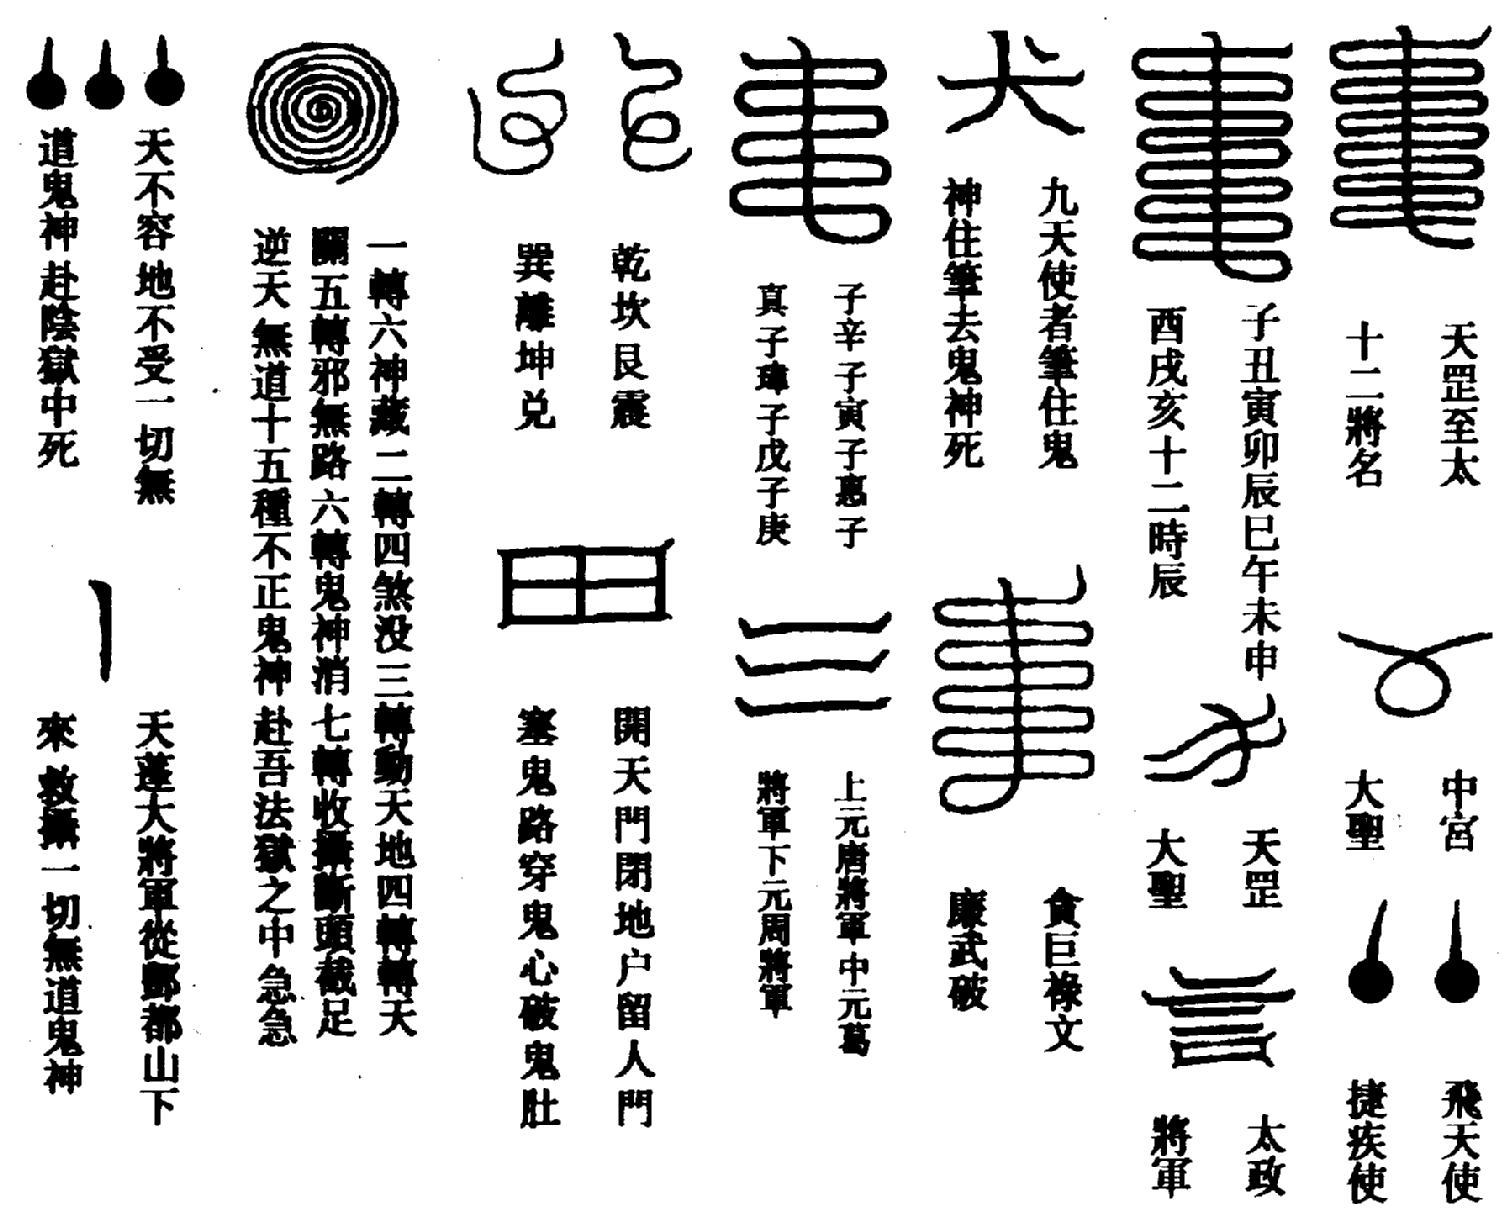 天罡至太
十二將名
中宮
大聖
飛天使
捷疾使
子丑寅卯辰巳午未申
酉戌亥十二時辰
天罡
大聖
太政
將軍
九天使者筆住鬼
神住筆去鬼神死
貪巨祿文
廉武破
子辛子寅子惠子
真子瑋子戊子庚
上元唐將軍中元葛
將軍下元周將軍
乾坎艮震
巽離坤兑
開天門閉地户留人門
塞鬼路穿鬼心破鬼肚
一轉六神藏二轉四煞没三轉動天地四轉轉天
關五轉邪無路六轉鬼神消七轉收攝斷頭截足
逆天無道十五種不正鬼神赴吾法獄之中急急
天不容地不受一切無
道鬼神赴陰獄中死
天蓬大將軍從酆都山下
來救攝一切無道鬼神